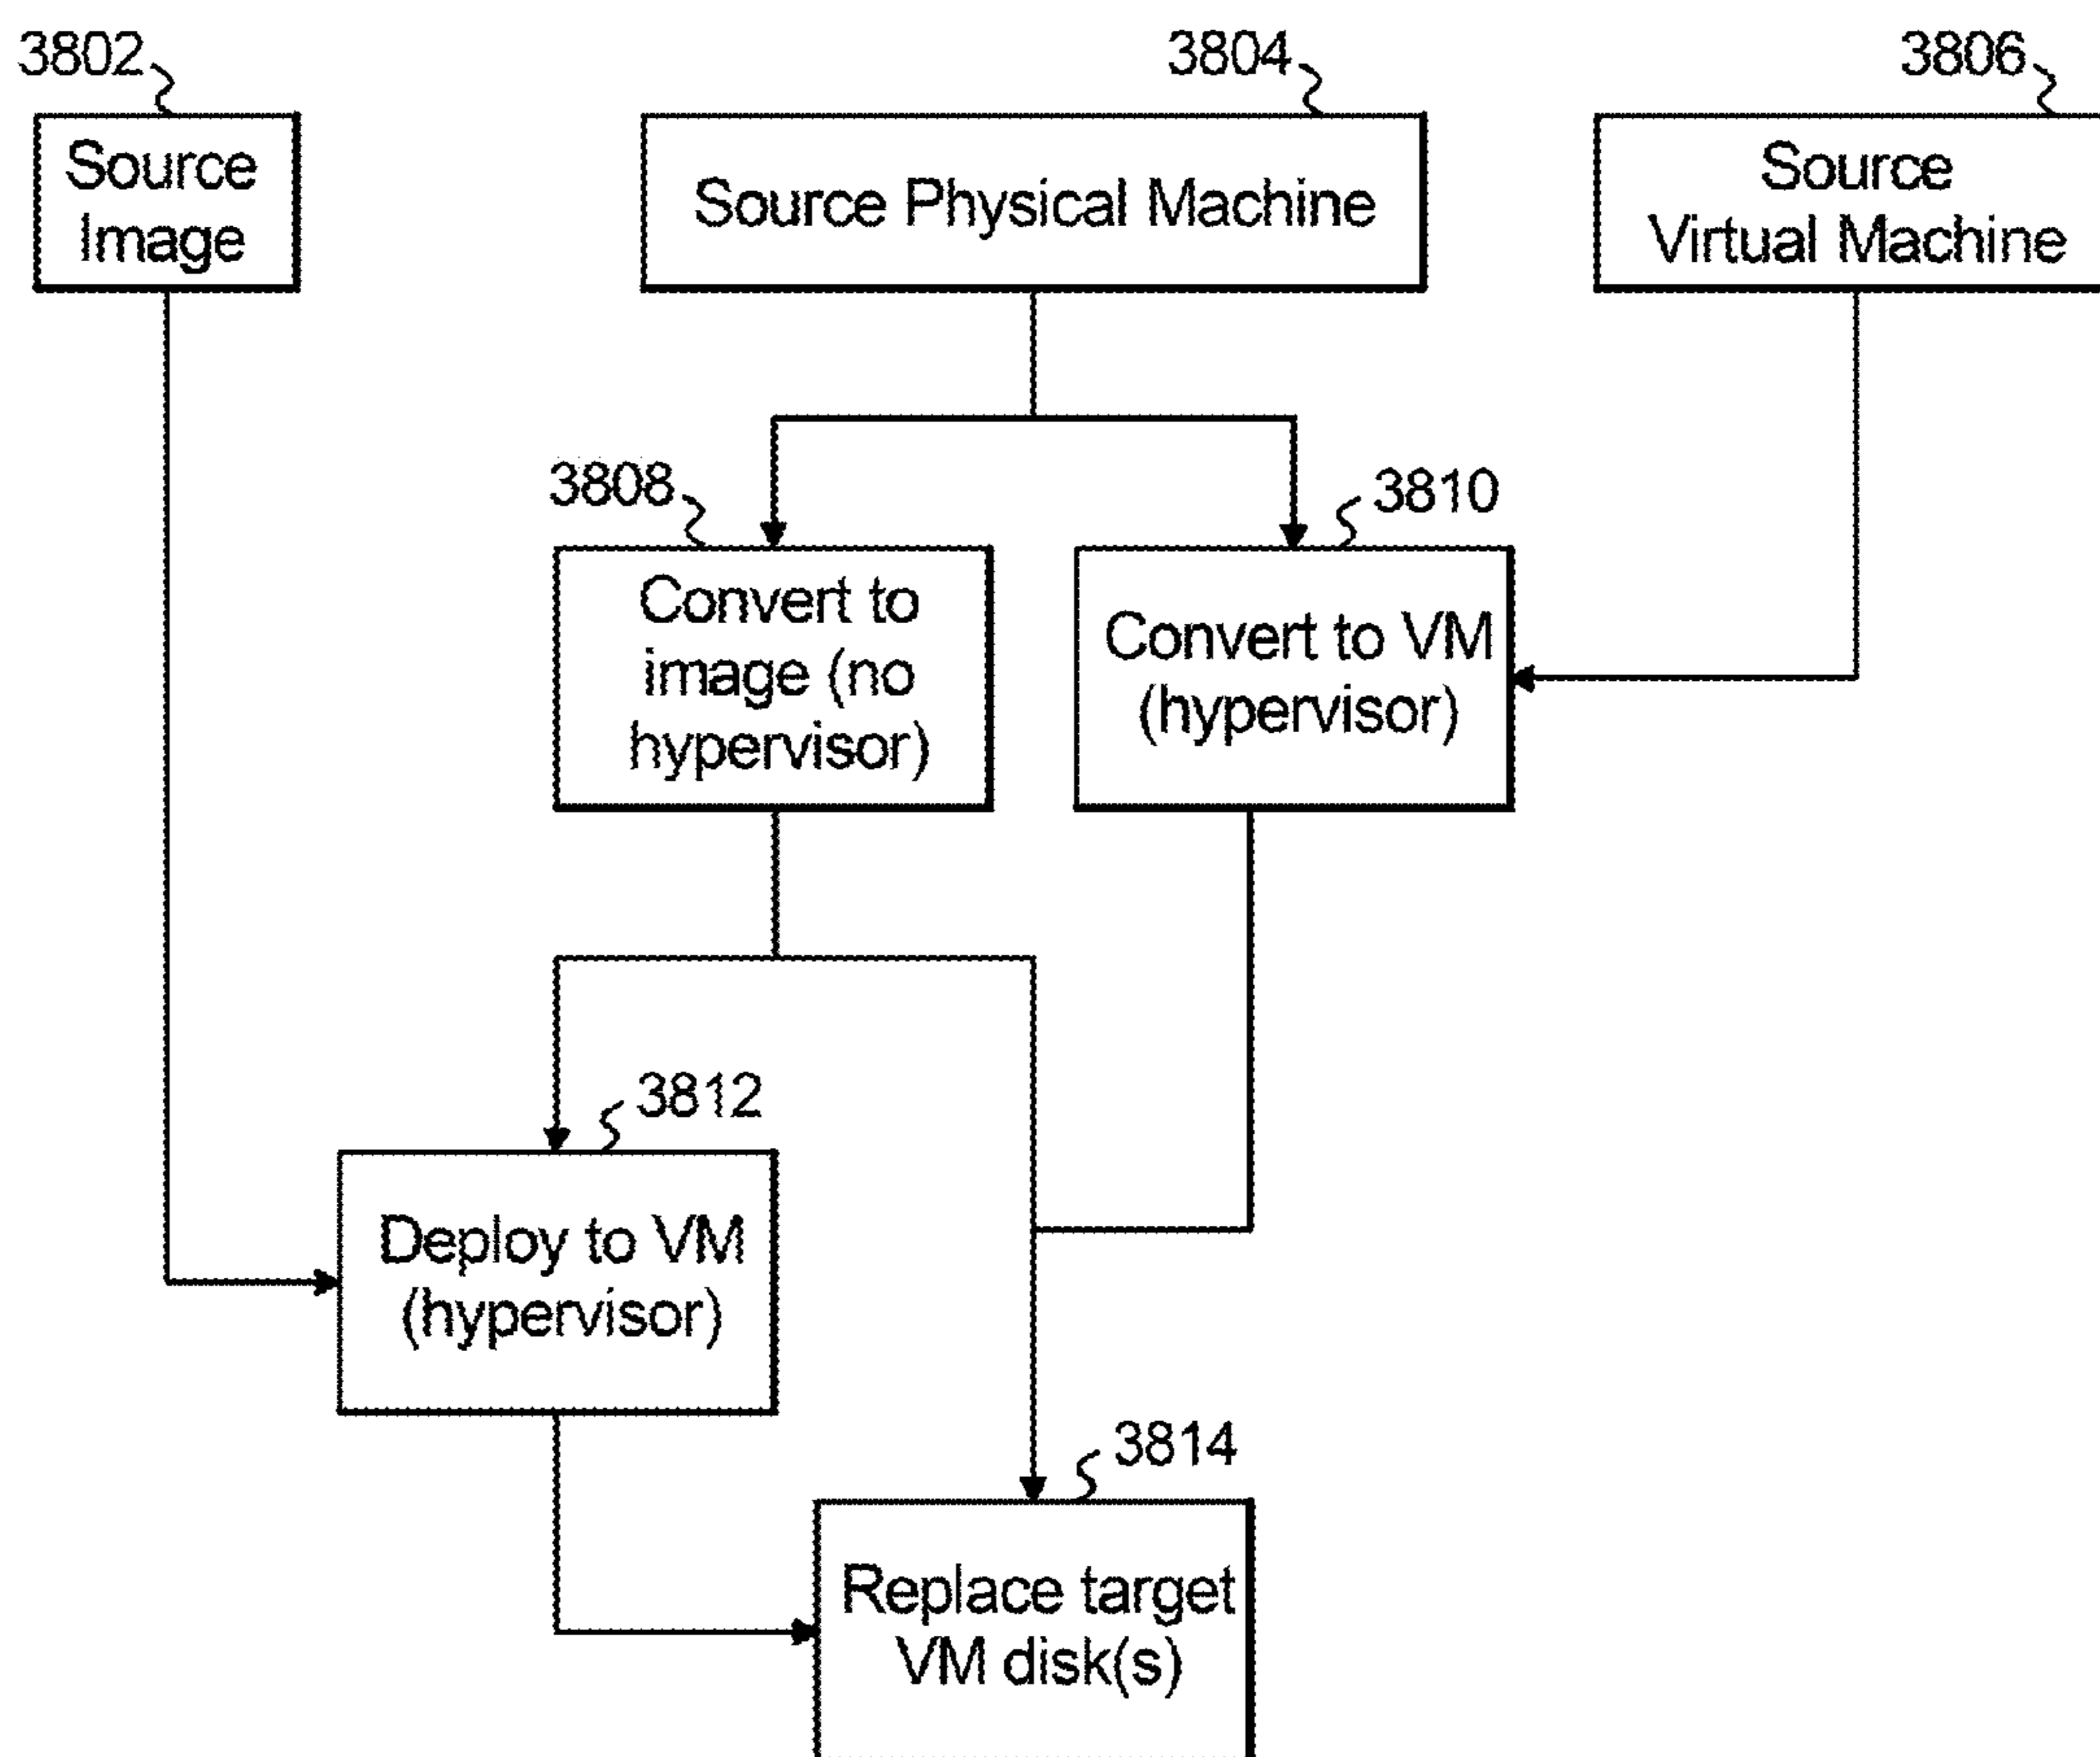 3802
3804
3806
Source
Image
Source Physical Machine
Source
Virtual Machine
3808
3810
Convert to
image (no
hypervisor)
Convert to VM
(hypervisor)
3812
Deploy to VM
(hypervisor)
3814
Replace target
VM disk(s)